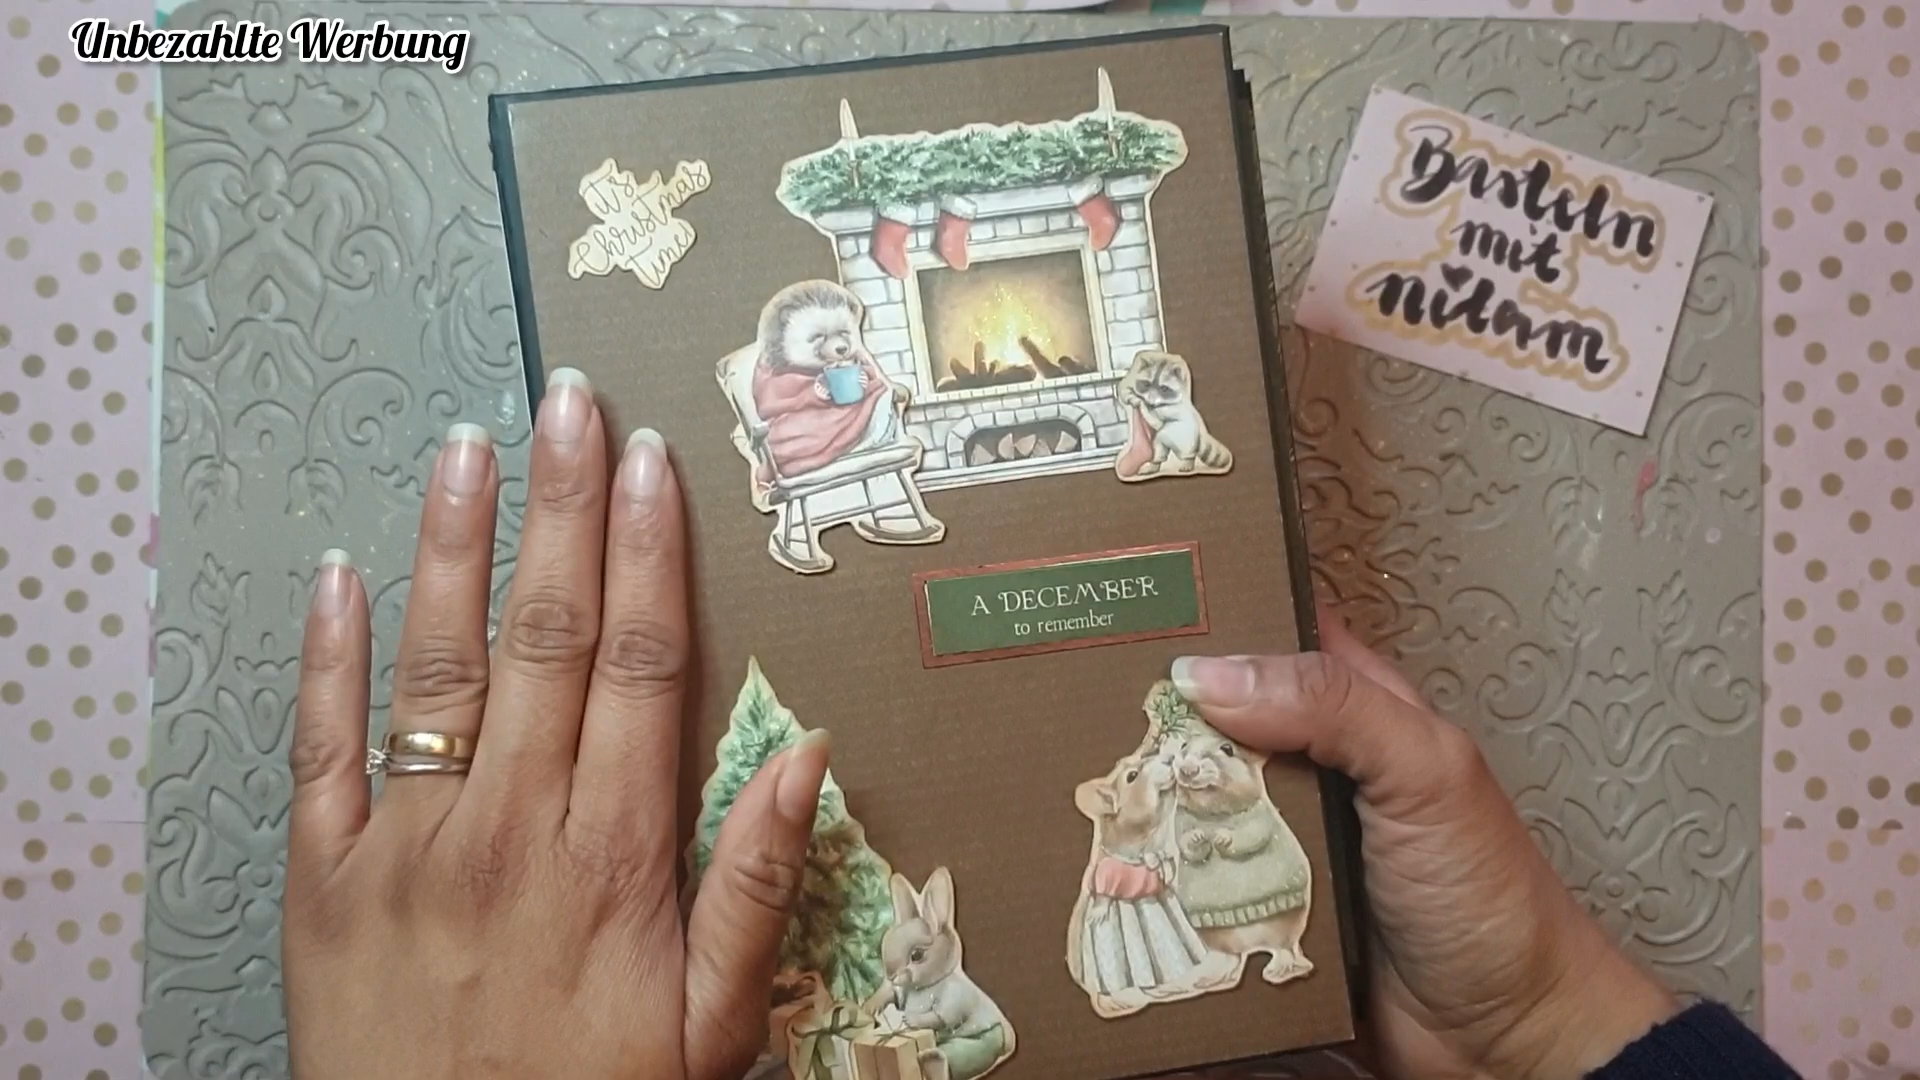 Unbezahlte Werbung
it's
Christmas
time
Basteln
mit
Nilam
A DECEMBER
to remember